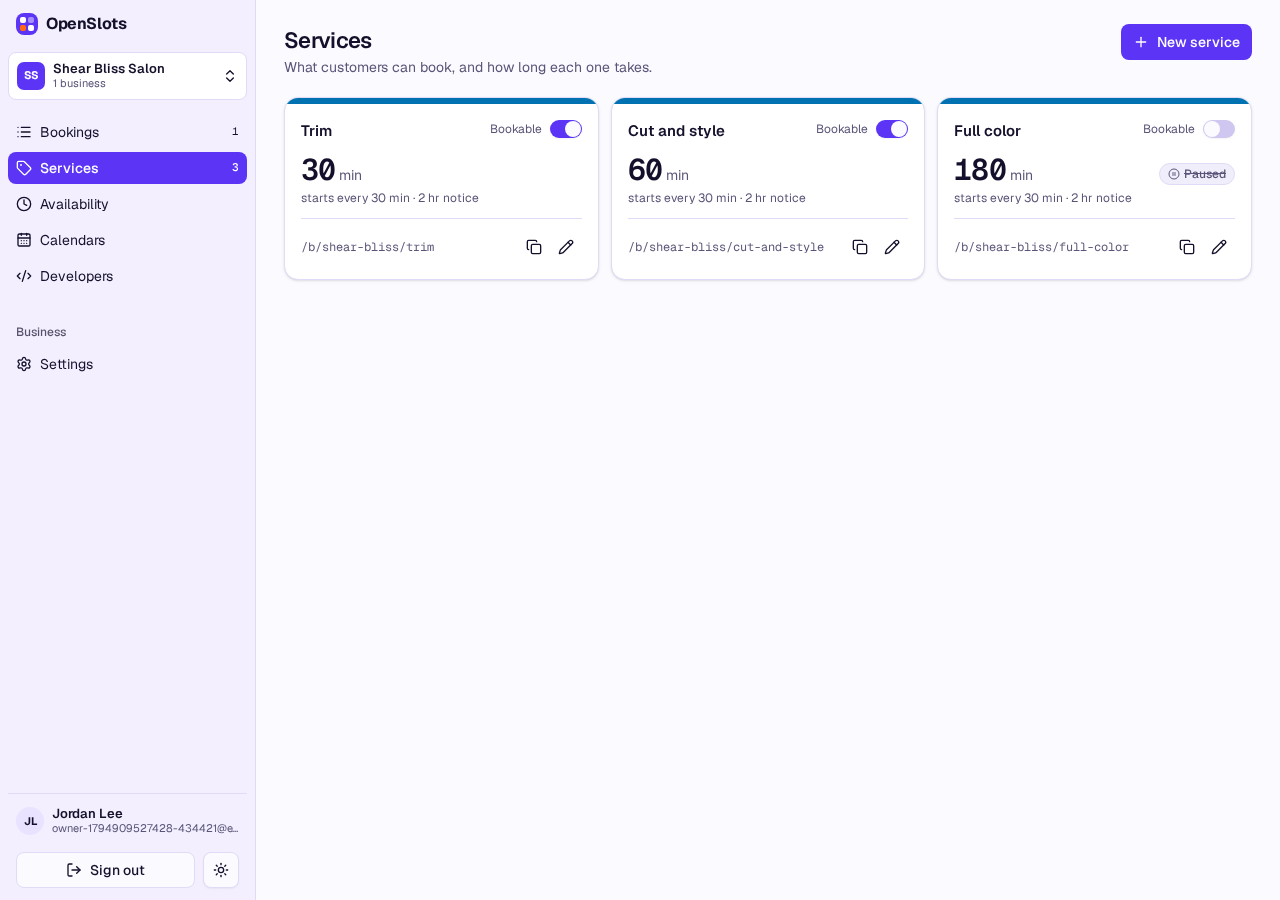 OpenSlots
SS
Shear Bliss Salon
1 business
Bookings 1
Services 3
Availability
Calendars
Developers
Business
Settings
JL
Jordan Lee
owner-1794909527428-434421@e...
Sign out
Services
What customers can book, and how long each one takes.
New service
Trim
Bookable
30 min
starts every 30 min · 2 hr notice
/b/shear-bliss/trim
Cut and style
Bookable
60 min
starts every 30 min · 2 hr notice
/b/shear-bliss/cut-and-style
Full color
Bookable
180 min
Paused
starts every 30 min · 2 hr notice
/b/shear-bliss/full-color